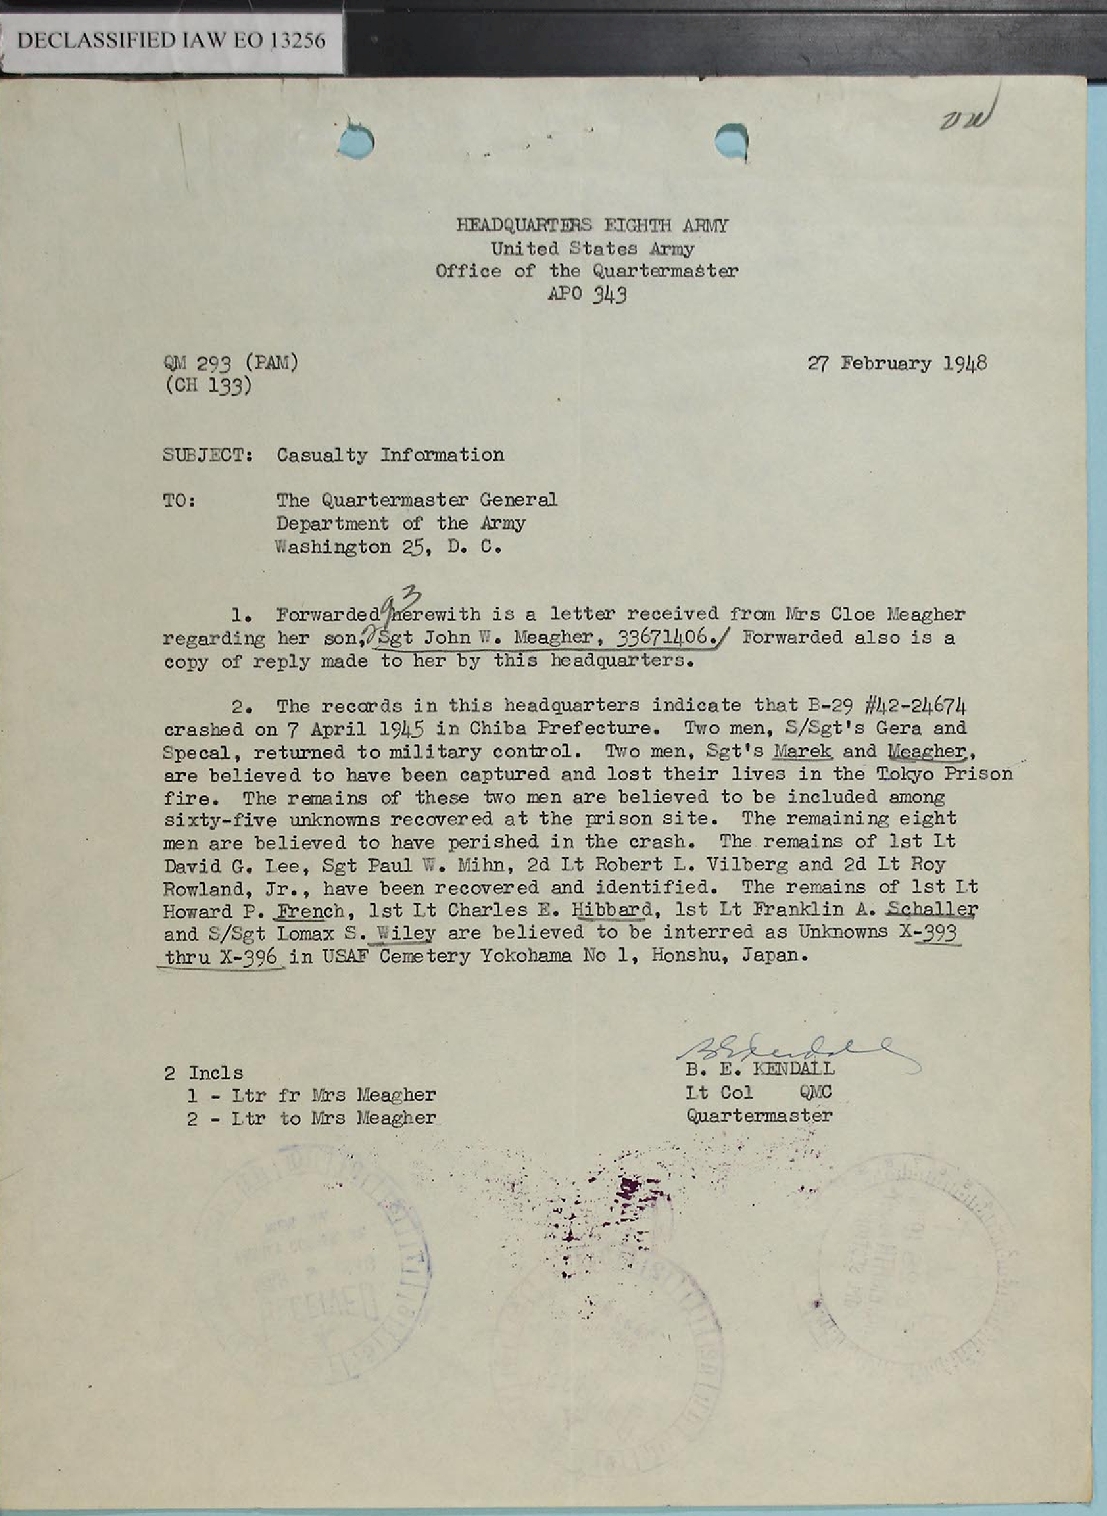 DECLASSIFIED IAW EO 13256
HEADQUARTERS EIGHTH ARMY
United States Army
Office of the Quartermaster
APO 343
QM 293 (PAM)
27 February 1948
(CH 133)
SUBJECT: Casualty Information
TO: The Quartermaster General
Department of the Army
Washington 25, D. C.
93
1. Forwarded herewith is a letter received from Mrs Cloe Meagher
regarding her son, Sgt John W. Meagher, 33671406./ Forwarded also is a
copy of reply made to her by this headquarters.
2. The records in this headquarters indicate that B-29 #42-24674
crashed on 7 April 1945 in Chiba Prefecture. Two men, S/Sgt's Gera and
Specal, returned to military control. Two men, Sgt's Marek and Meagher,
are believed to have been captured and lost their lives in the Tokyo Prison
fire. The remains of these two men are believed to be included among
sixty-five unknowns recovered at the prison site. The remaining eight
men are believed to have perished in the crash. The remains of 1st Lt
David G. Lee, Sgt Paul W. Mihn, 2d Lt Robert L. Vilberg and 2d Lt Roy
Rowland, Jr., have been recovered and identified. The remains of 1st Lt
Howard P. French, 1st Lt Charles E. Hibbard, 1st Lt Franklin A. Schaller
and S/Sgt Lomax S. Wiley are believed to be interred as Unknowns X-393
thru X-396 in USAF Cemetery Yokohama No 1, Honshu, Japan.
2 Incls
1 - Ltr fr Mrs Meagher
2 - Ltr to Mrs Meagher
B E Kendall
B. E. KENDALL
Lt Col QMC
Quartermaster